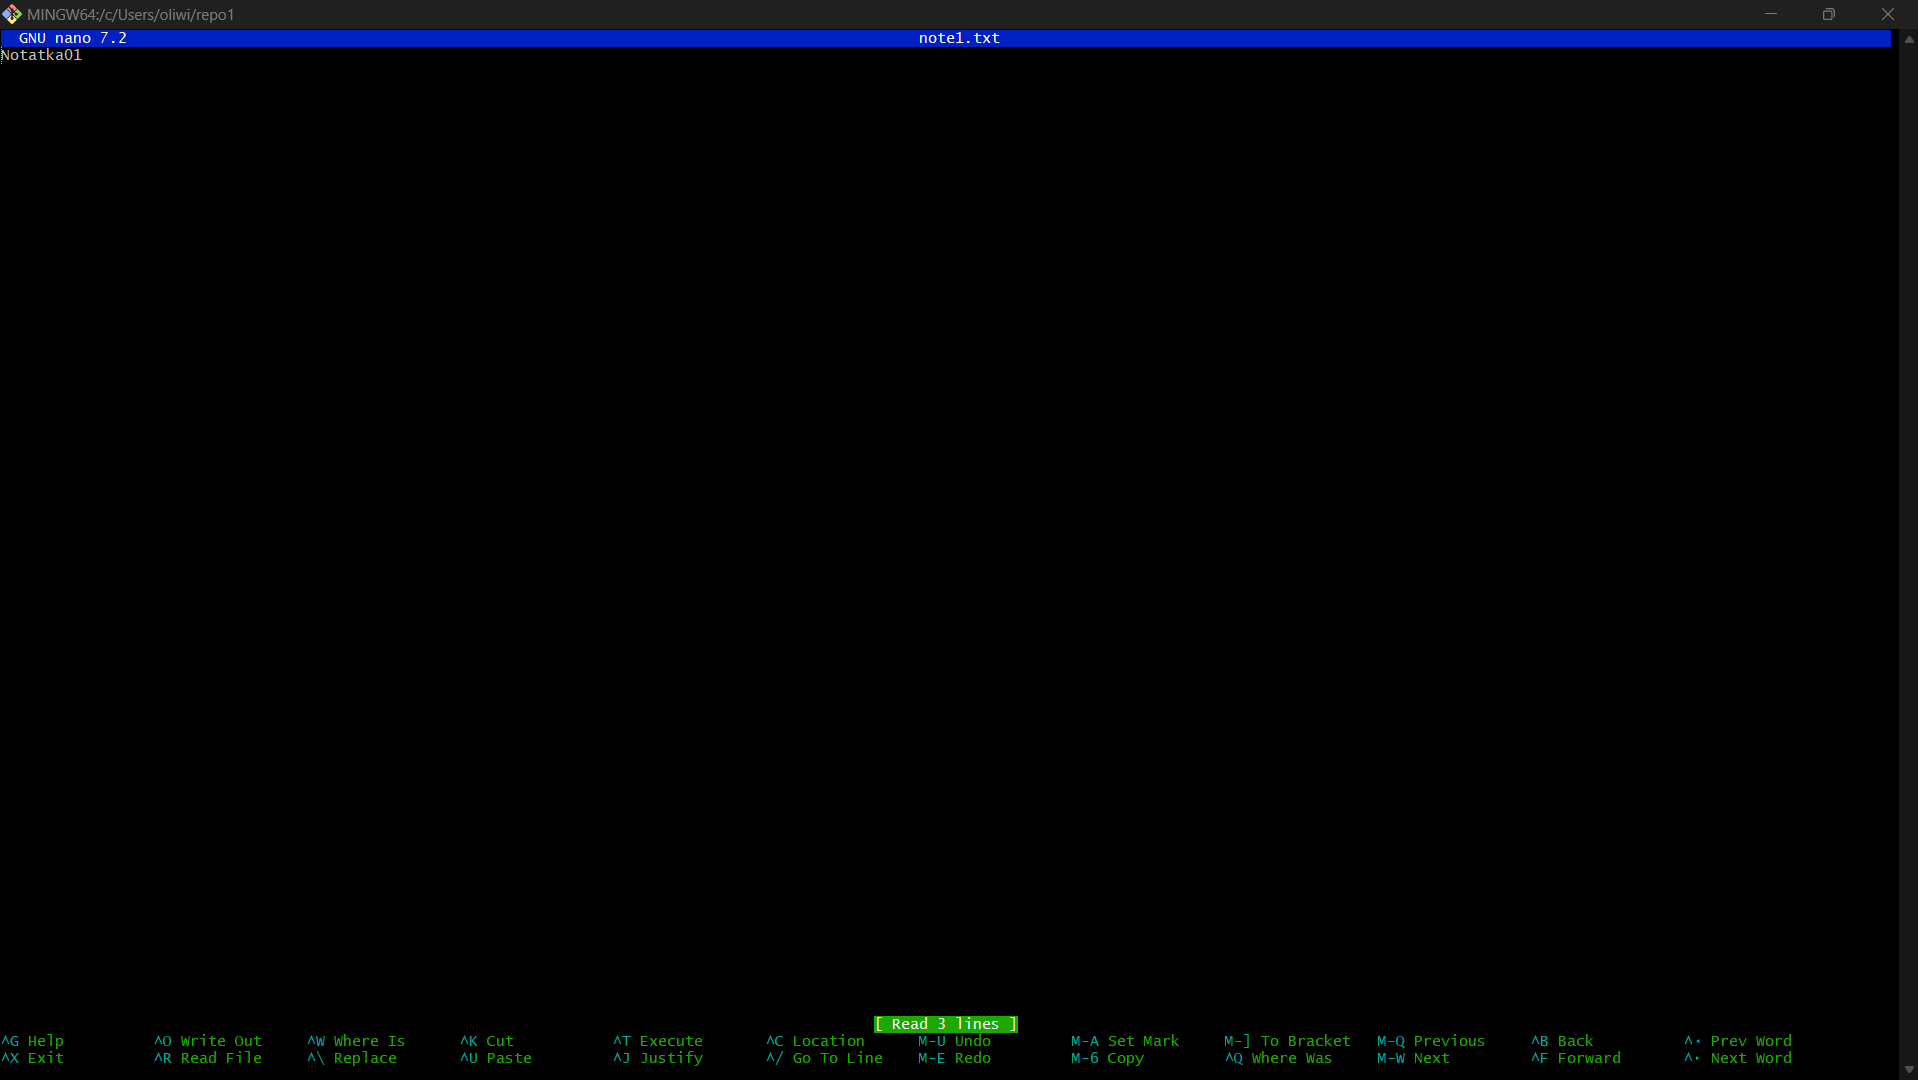 MINGW64:/c/Users/oliwi/repo1
GNU nano 7.2 note1.txt
Notatka01
[ Read 3 lines ]
^G Help ^O Write Out ^W Where Is ^K Cut ^T Execute ^C Location M-U Undo M-A Set Mark M-] To Bracket M-Q Previous ^B Back ^◂ Prev Word
^X Exit ^R Read File ^\ Replace ^U Paste ^J Justify ^/ Go To Line M-E Redo M-6 Copy ^Q Where Was M-W Next ^F Forward ^▸ Next Word